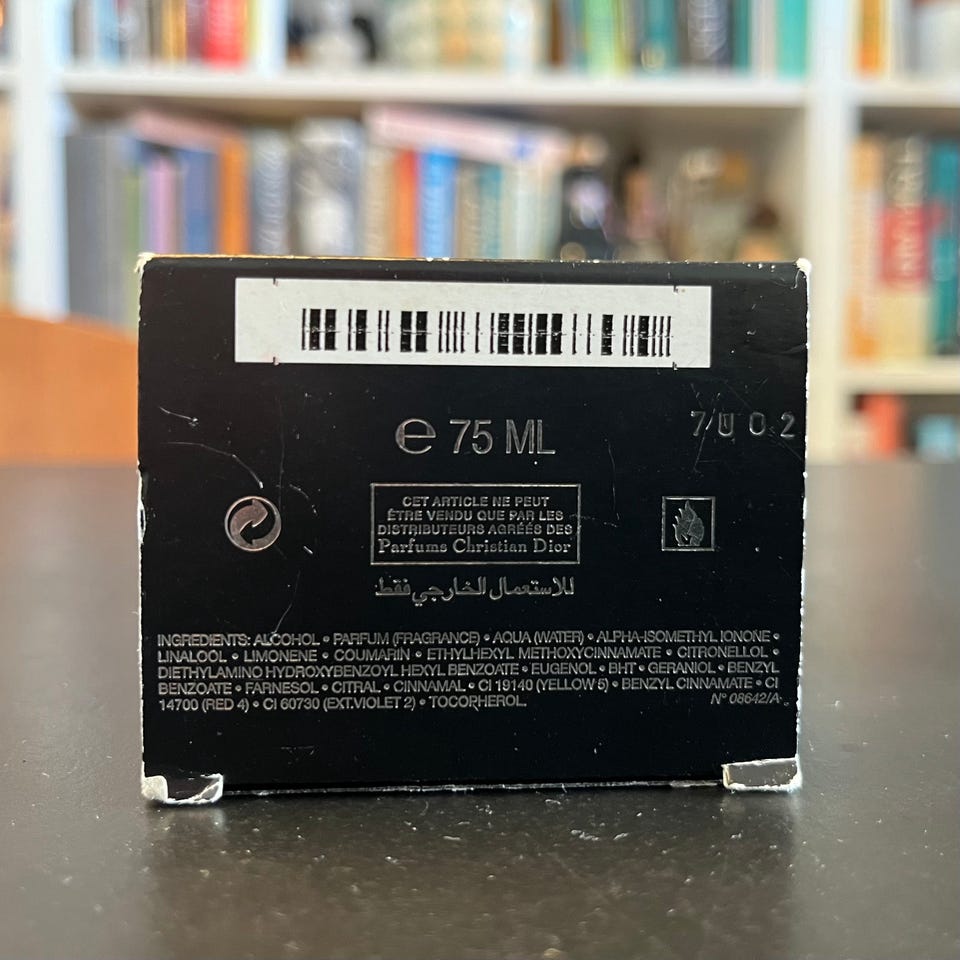 ℮ 75 ML
7U02
CET ARTICLE NE PEUT
ÊTRE VENDU QUE PAR LES
DISTRIBUTEURS AGRÉÉS DES
Parfums Christian Dior
للاستعمال الخارجي فقط.
INGREDIENTS: ALCOHOL • PARFUM (FRAGRANCE) • AQUA (WATER) • ALPHA-ISOMETHYL IONONE •
LINALOOL • LIMONENE • COUMARIN • ETHYLHEXYL METHOXYCINNAMATE • CITRONELLOL •
DIETHYLAMINO HYDROXYBENZOYL HEXYL BENZOATE • EUGENOL • BHT • GERANIOL • BENZYL
BENZOATE • FARNESOL • CITRAL • CINNAMAL • CI 19140 (YELLOW 5) • BENZYL CINNAMATE • CI
14700 (RED 4) • CI 60730 (EXT.VIOLET 2) • TOCOPHEROL.
N° 08642/A